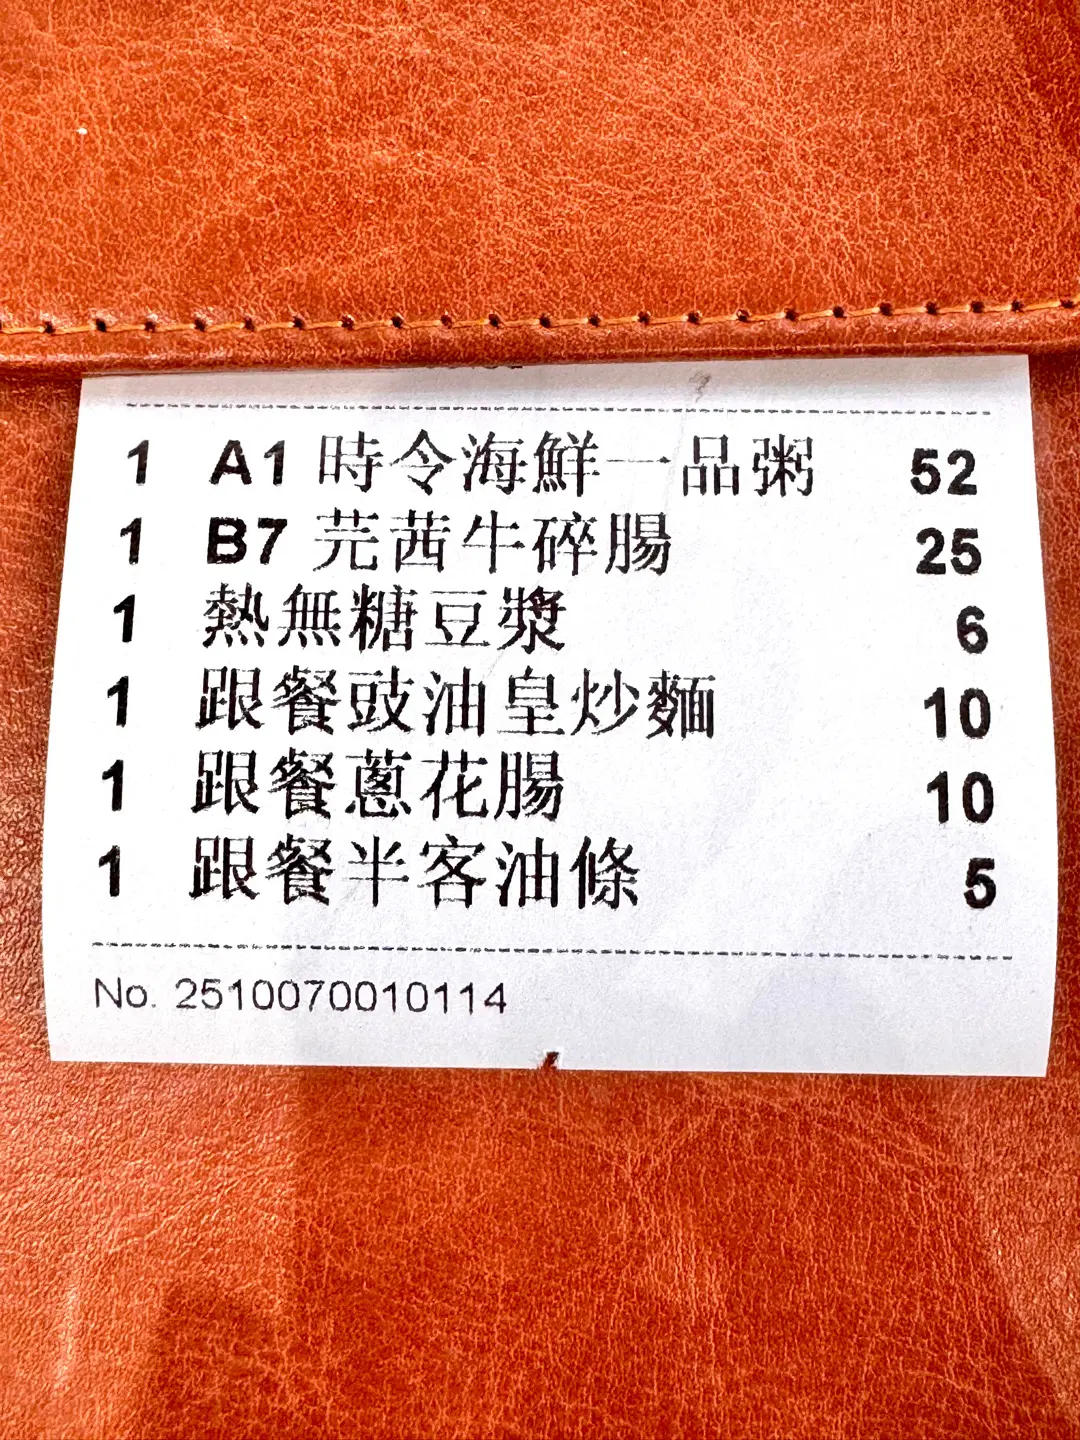 1 A1 時令海鮮一品粥 52
1 B7 芫茜牛碎腸 25
1 熱無糖豆漿 6
1 跟餐豉油皇炒麵 10
1 跟餐蔥花腸 10
1 跟餐半客油條 5
No. 2510070010114